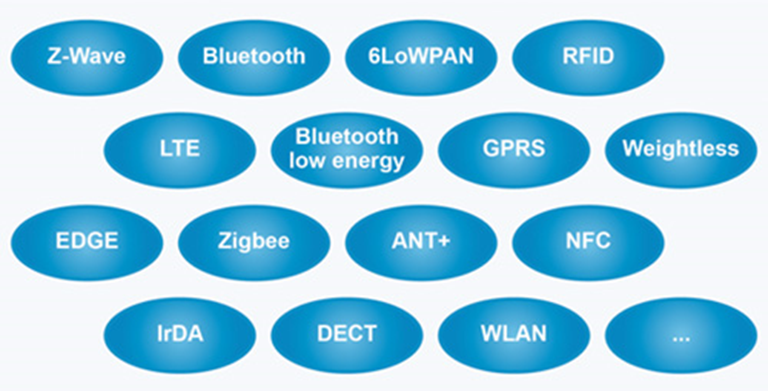 Z-Wave
Bluetooth
6LoWPAN
RFID
LTE
Bluetooth
low energy
GPRS
Weightless
EDGE
Zigbee
ANT+
NFC
IrDA
DECT
WLAN
...